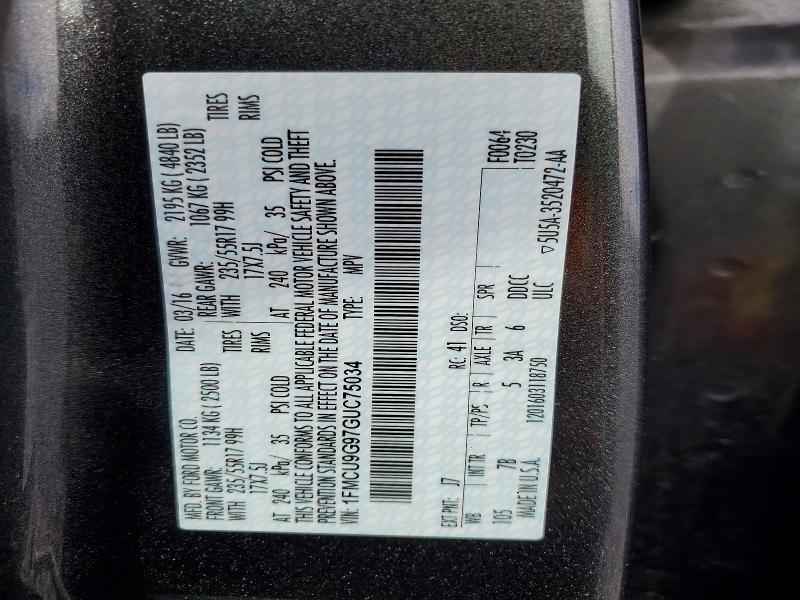 MFD. BY FORD MOTOR CO.
DATE: 03/16 GVWR: 2195 KG ( 4840 LB)
FRONT GAWR: 1134 KG ( 2500 LB) REAR GAWR: 1067 KG ( 2352 LB)
WITH 235/55R17 99H TIRES WITH 235/55R17 99H TIRES
17X7.5J RIMS 17X7.5J RIMS
AT 240 kPa/ 35 PSI COLD AT 240 kPa/ 35 PSI COLD
THIS VEHICLE CONFORMS TO ALL APPLICABLE FEDERAL MOTOR VEHICLE SAFETY AND THEFT
PREVENTION STANDARDS IN EFFECT ON THE DATE OF MANUFACTURE SHOWN ABOVE.
VIN: 1FMCU9G97GUC75034 TYPE: MPV
F0064
EXT PNT: J7 RC: 41 DSO: T0230
WB INT TR TP/PS R AXLE TR SPR
105 7B 5 3A 6 DDCC
MADE IN U.S.A. 1201603118750 ULC ▽5U5A-3520472-AA